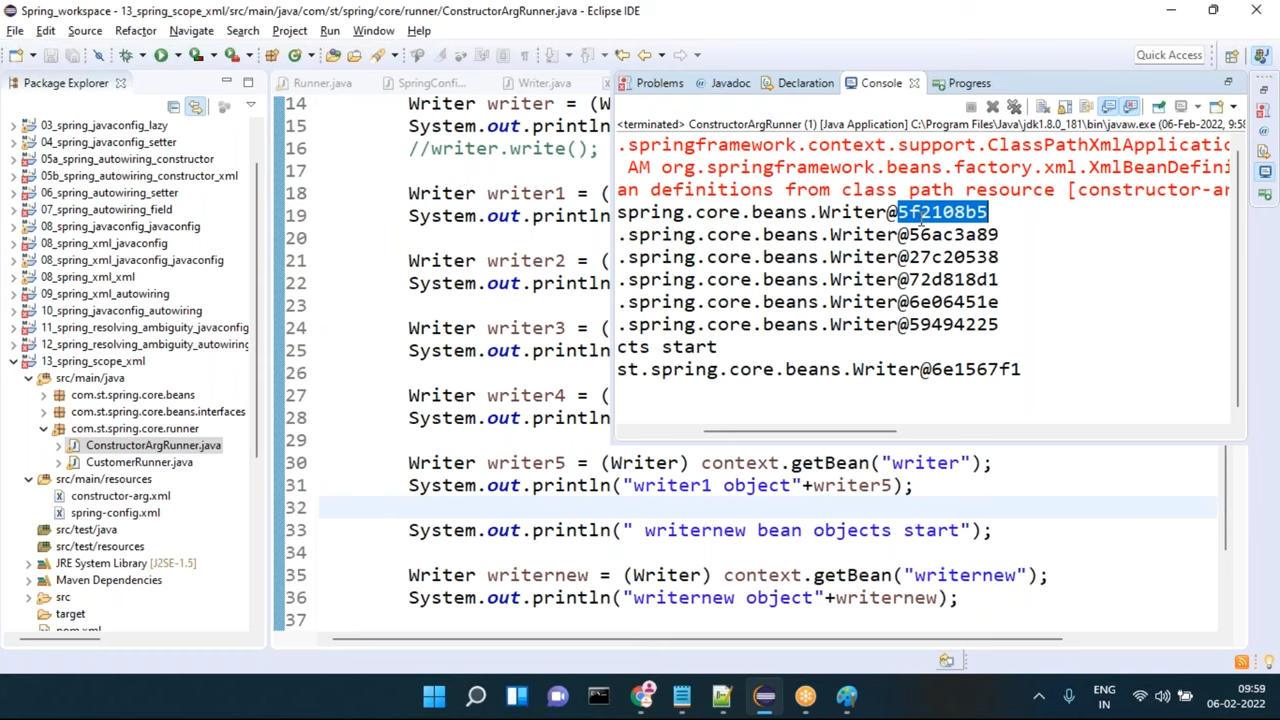 Spring_workspace - 13_spring_scope_xml/src/main/java/com/st/spring/core/runner/ConstructorArgRunner.java - Eclipse IDE
File Edit Source Refactor Navigate Search Project Run Window Help
Quick Access
Package Explorer
03_spring_javaconfig_lazy
04_spring_javaconfig_setter
05a_spring_autowiring_constructor
05b_spring_autowiring_constructor_xml
06_spring_autowiring_setter
07_spring_autowiring_field
08_spring_javaconfig_javaconfig
08_spring_xml_javaconfig
08_spring_xml_javaconfig_javaconfig
08_spring_xml_xml
09_spring_xml_autowiring
10_spring_javaconfig_autowiring
11_spring_resolving_ambiguity_javaconfig
12_spring_resolving_ambiguity_autowiring
13_spring_scope_xml
src/main/java
com.st.spring.core.beans
com.st.spring.core.beans.interfaces
com.st.spring.core.runner
ConstructorArgRunner.java
CustomerRunner.java
src/main/resources
constructor-arg.xml
spring-config.xml
src/test/java
src/test/resources
JRE System Library [J2SE-1.5]
Maven Dependencies
src
target
pom.xml
Runner.java SpringConfi... Writer.java
14 Writer writer = (W
15 System.out.println
16 //writer.write();
17
18 Writer writer1 = (
19 System.out.println
20
21 Writer writer2 = (
22 System.out.println
23
24 Writer writer3 = (
25 System.out.println
26
27 Writer writer4 = (
28 System.out.println
29
30 Writer writer5 = (Writer) context.getBean("writer");
31 System.out.println("writer1 object"+writer5);
32
33 System.out.println(" writernew bean objects start");
34
35 Writer writernew = (Writer) context.getBean("writernew");
36 System.out.println("writernew object"+writernew);
37
Problems Javadoc Declaration Console Progress
<terminated> ConstructorArgRunner (1) [Java Application] C:\Program Files\Java\jdk1.8.0_181\bin\javaw.exe (06-Feb-2022, 9:58
.springframework.context.support.ClassPathXmlApplicatio
AM org.springframework.beans.factory.xml.XmlBeanDefini
an definitions from class path resource [constructor-ar
spring.core.beans.Writer@5f2108b5
.spring.core.beans.Writer@56ac3a89
.spring.core.beans.Writer@27c20538
.spring.core.beans.Writer@72d818d1
.spring.core.beans.Writer@6e06451e
.spring.core.beans.Writer@59494225
cts start
st.spring.core.beans.Writer@6e1567f1
ENG
IN
09:59
06-02-2022